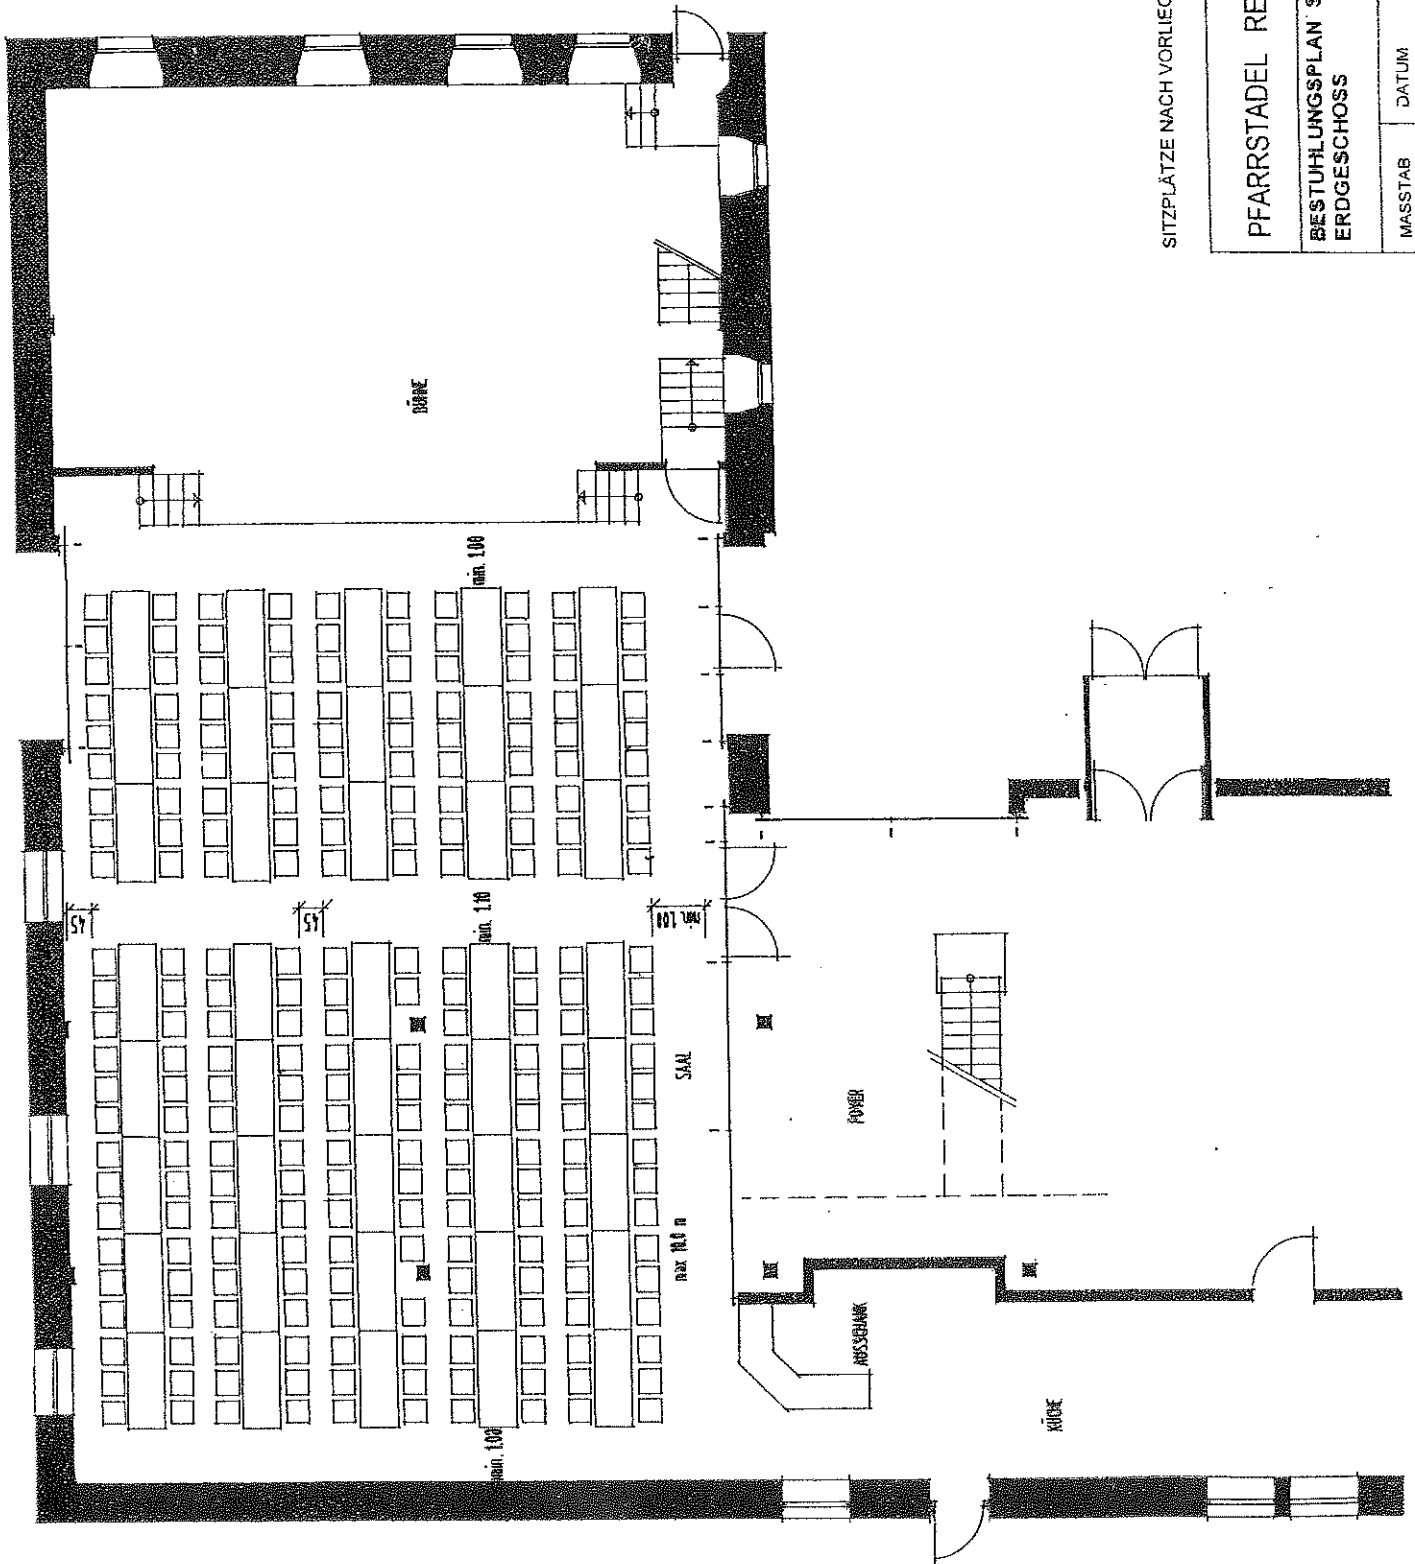 BÜHNE
min. 1.00
45
45
min. 1.10
min. 1.00
SAAL
max 10.0 m
min. 1.00
FOYER
AUSSCHANK
KÜCHE
SITZPLÄTZE NACH VORLIEG
PFARRSTADEL RE
BESTUHLUNGSPLAN S
ERDGESCHOSS
MASSTAB DATUM